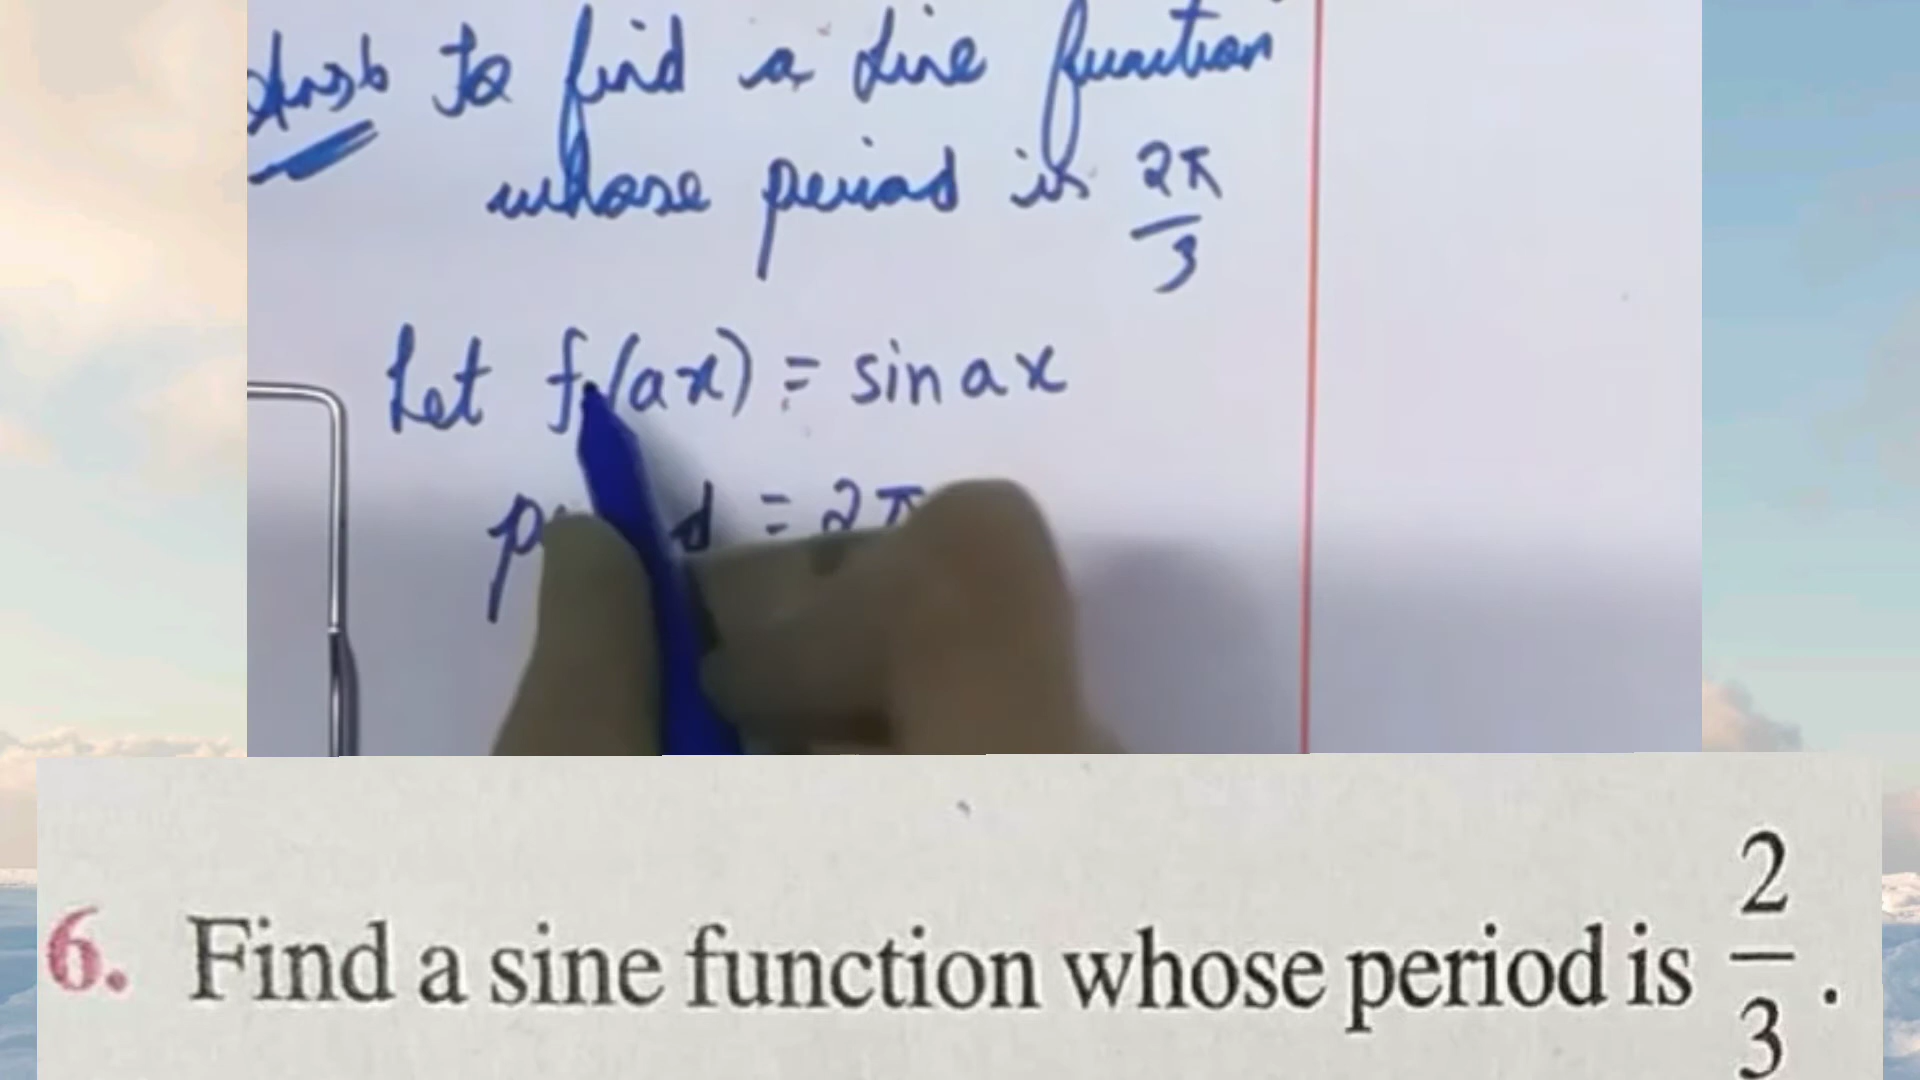 Ans6 To find a sine function
whose period is 2π/3
Let f(ax) = sin ax
= 2π
6. Find a sine function whose period is 2/3.